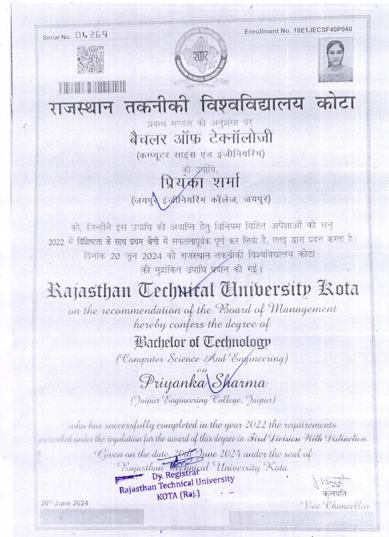 Serial No. 04269
Enrollment No. 18E1JECSF40P040
राजस्थान तकनीकी विश्वविद्यालय कोटा
प्रबन्ध मण्डल की अनुशंसा पर
बैचलर ऑफ टेक्नॉलोजी
(कम्प्यूटर साइंस एंड इंजीनियरिंग)
की उपाधि,
प्रियंका शर्मा
(जयपुर इंजीनियरिंग कॉलेज, जयपुर)
को, जिन्होंने इस उपाधि की अवाप्ति हेतु विनियम विहित अपेक्षाओं को सन्
2022 में विशिष्टता के साथ प्रथम श्रेणी में सफलतापूर्वक पूर्ण कर लिया है, एतद् द्वारा प्रदत्त करता है।
दिनांक 20 जून 2024 को राजस्थान तकनीकी विश्वविद्यालय कोटा
की मुद्रांकित उपाधि प्रदान की गई।
Rajasthan Technical University Kota
on the recommendation of the Board of Management
hereby confers the degree of
Bachelor of Technology
(Computer Science And Engineering)
on
Priyanka Sharma
(Jaipur Engineering College, Jaipur)
who has successfully completed in the year 2022 the requirements
prescribed under the regulation for the award of this degree in First Division With Distinction.
Given on the date, 20th June 2024 under the seal of
Rajasthan Technical University Kota
Dy. Registrar
Rajasthan Technical University
KOTA (Raj.)
20th June 2024
कुलपति
Vice Chancellor